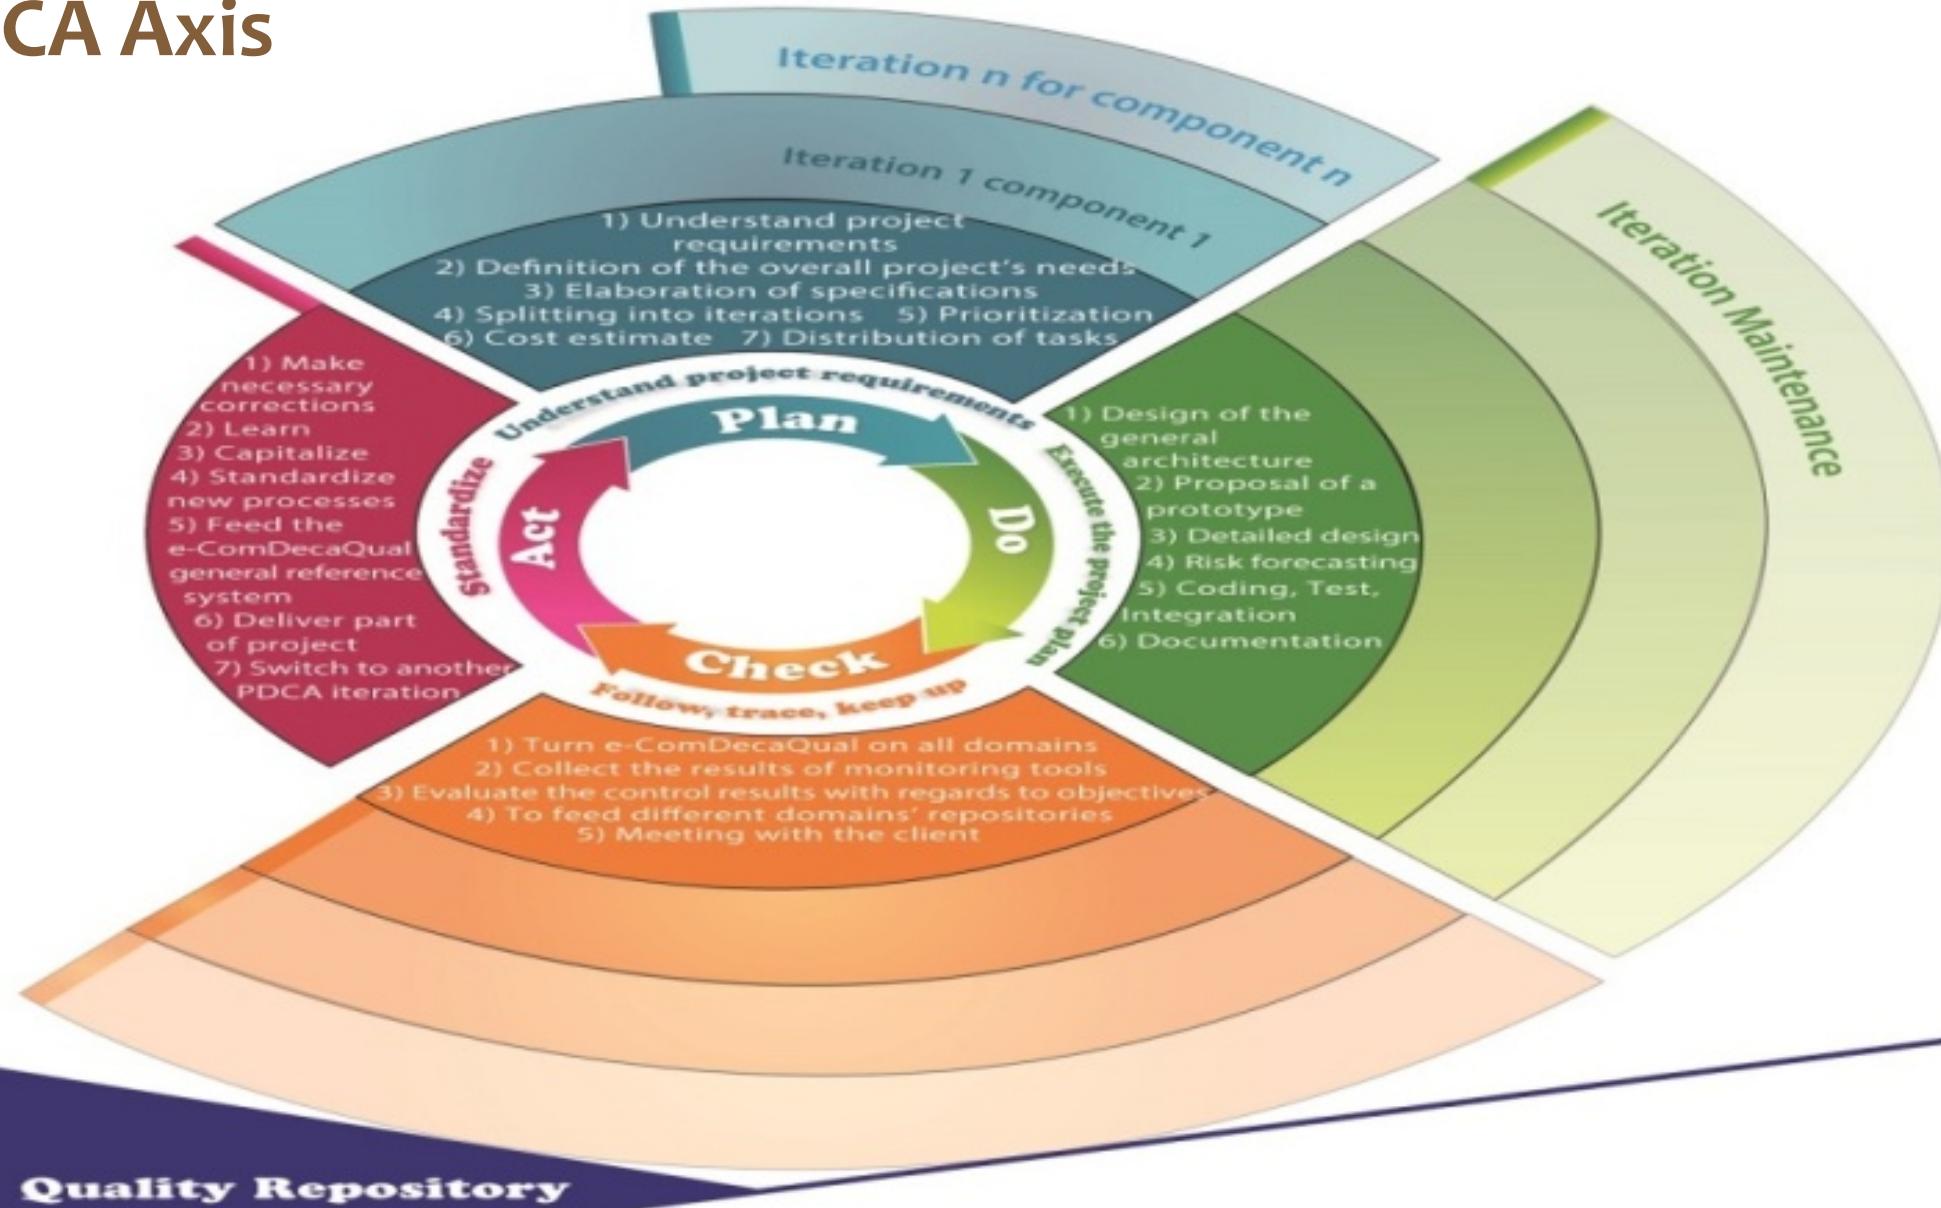 CA Axis
Iteration n for component n
Iteration 1 component 1
1) Understand project
requirements
2) Definition of the overall project's needs
3) Elaboration of specifications
4) Splitting into iterations 5) Prioritization
6) Cost estimate 7) Distribution of tasks
Iteration Maintenance
1) Make
necessary
corrections
2) Learn
3) Capitalize
4) Standardize
new processes
5) Feed the
e-ComDecaQual
general reference
system
6) Deliver part
of project
7) Switch to another
PDCA iteration
Understand project requirements
Plan
Standardize
Act
Do
Execute the project plan
Check
Follow, trace, keep up
1) Design of the
general
architecture
2) Proposal of a
prototype
3) Detailed design
4) Risk forecasting
5) Coding, Test,
Integration
6) Documentation
1) Turn e-ComDecaQual on all domains
2) Collect the results of monitoring tools
3) Evaluate the control results with regards to objectives
4) To feed different domains' repositories
5) Meeting with the client
Quality Repository